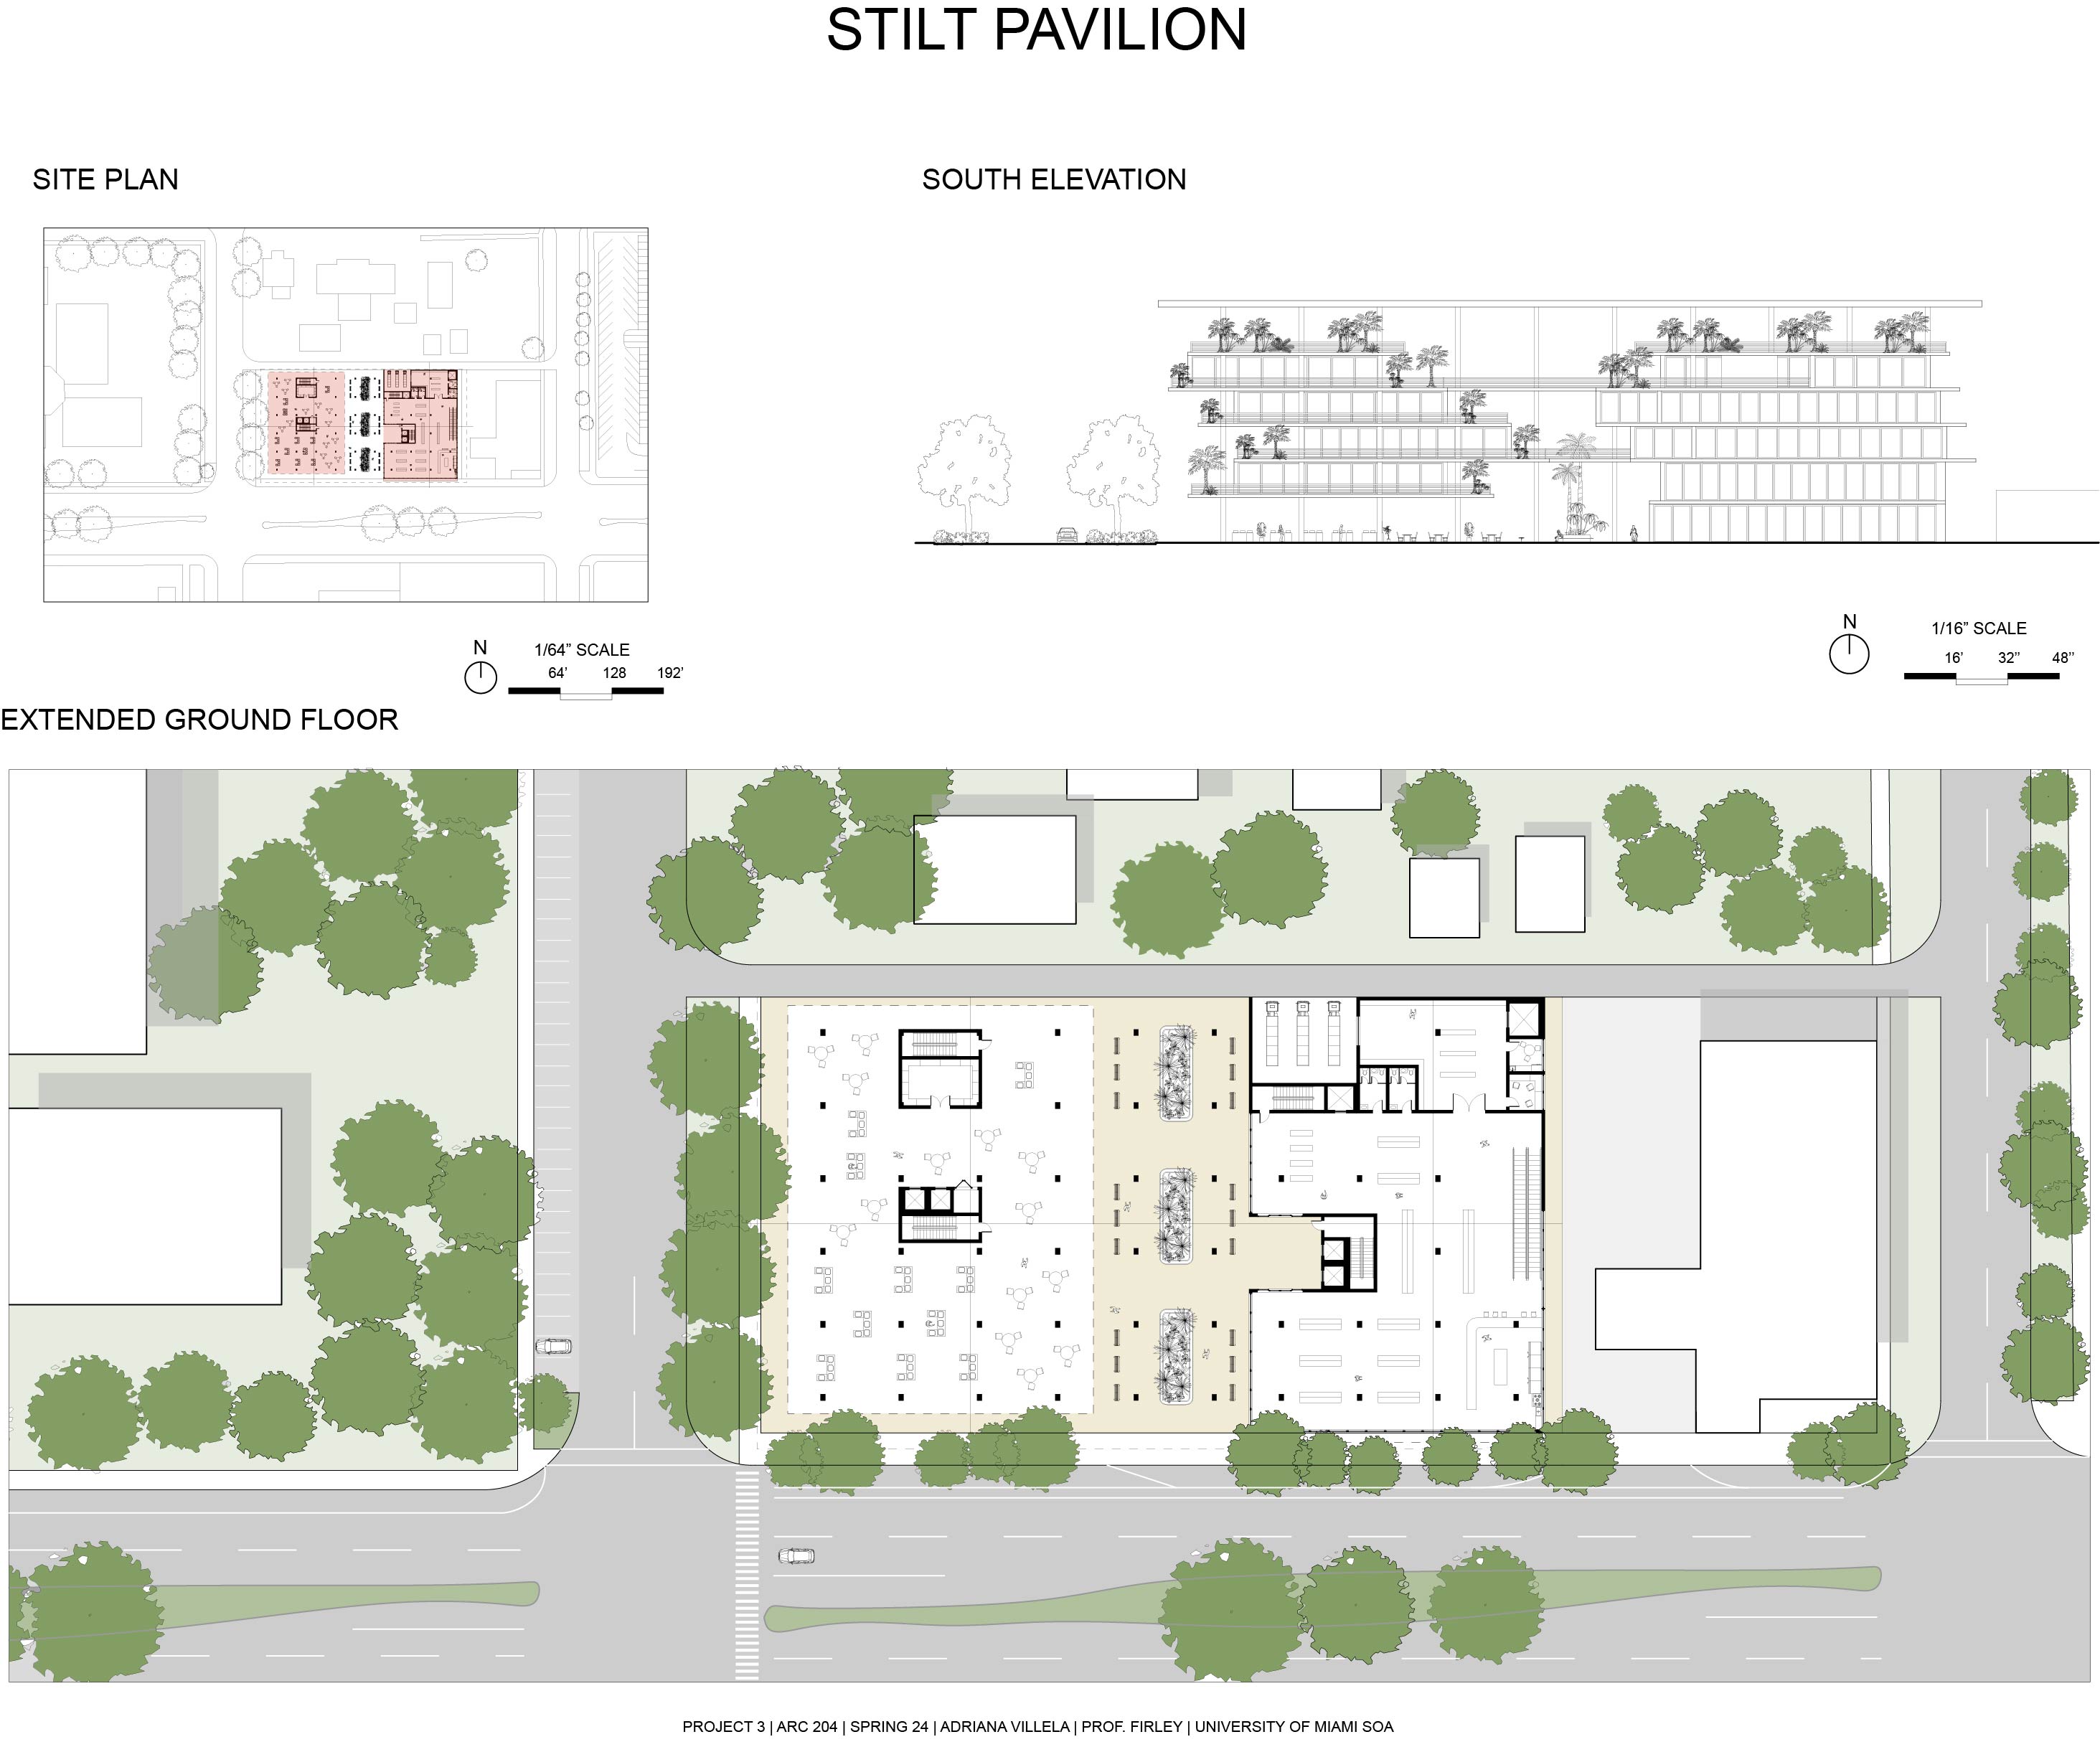 STILT PAVILION
SITE PLAN
SOUTH ELEVATION
N
1/64” SCALE
64’ 128 192’
N
1/16” SCALE
16’ 32’’ 48’’
EXTENDED GROUND FLOOR
PROJECT 3 | ARC 204 | SPRING 24 | ADRIANA VILLELA | PROF. FIRLEY | UNIVERSITY OF MIAMI SOA